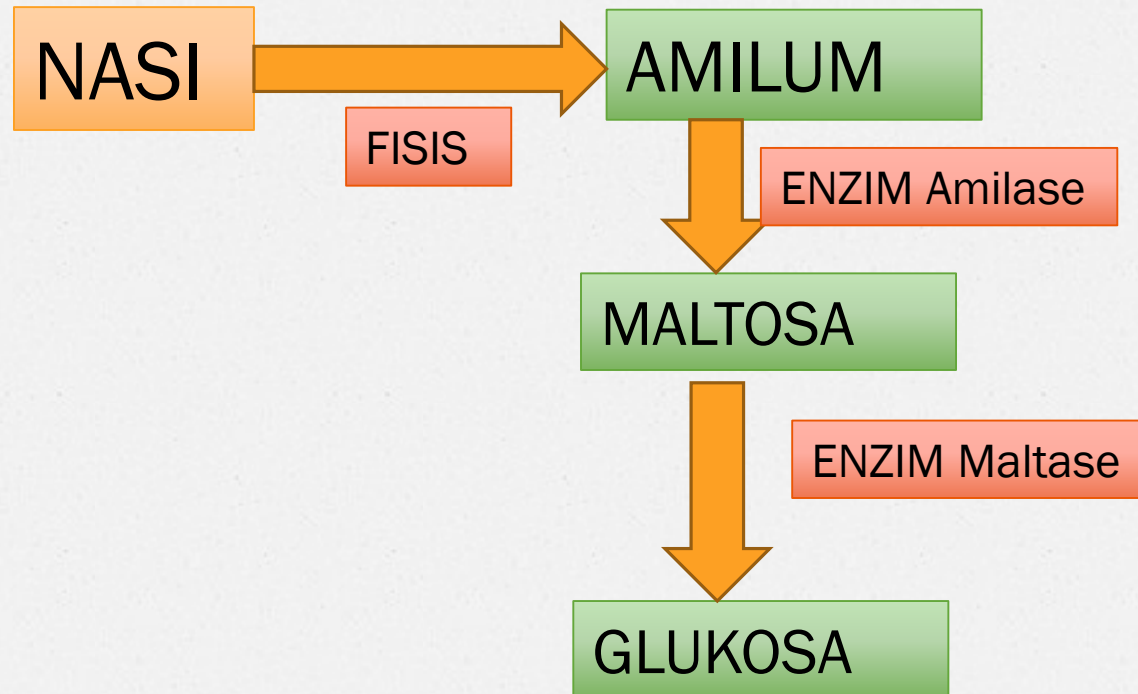 NASI
AMILUM
FISIS
ENZIM Amilase
MALTOSA
ENZIM Maltase
GLUKOSA